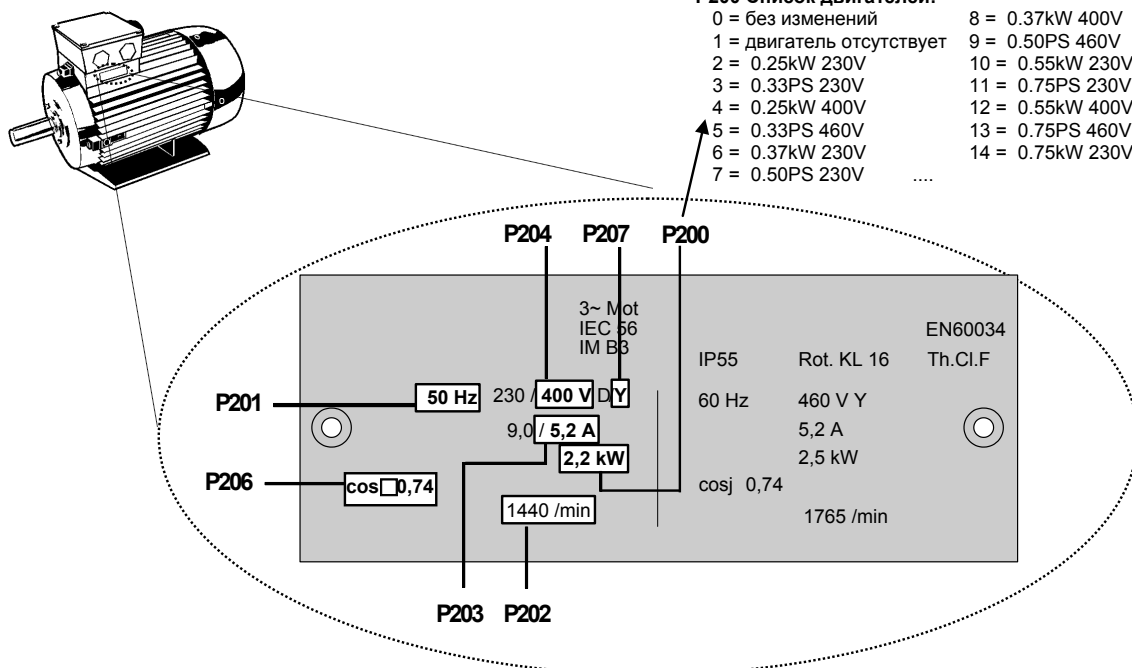 P200 Список двигателей:
0 = без изменений
1 = двигатель отсутствует
2 = 0.25kW 230V
3 = 0.33PS 230V
4 = 0.25kW 400V
5 = 0.33PS 460V
6 = 0.37kW 230V
7 = 0.50PS 230V ....
8 = 0.37kW 400V
9 = 0.50PS 460V
10 = 0.55kW 230V
11 = 0.75PS 230V
12 = 0.55kW 400V
13 = 0.75PS 460V
14 = 0.75kW 230V
P204 P207 P200
3~ Mot
IEC 56
IM B3
EN60034
IP55 Rot. KL 16 Th.Cl.F
P201 50 Hz 230 / 400 V D Y 60 Hz 460 V Y
9,0 / 5,2 A 5,2 A
2,2 kW 2,5 kW
P206 cos□0,74 cosj 0,74
1440 /min 1765 /min
P203 P202